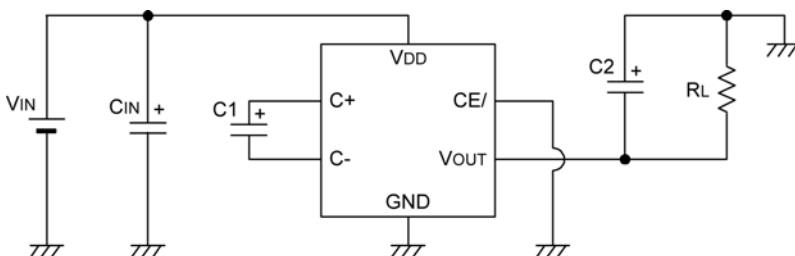 VDD
C2 +
VIN
CIN +
C1 +
C+
CE/
RL
C-
VOUT
GND